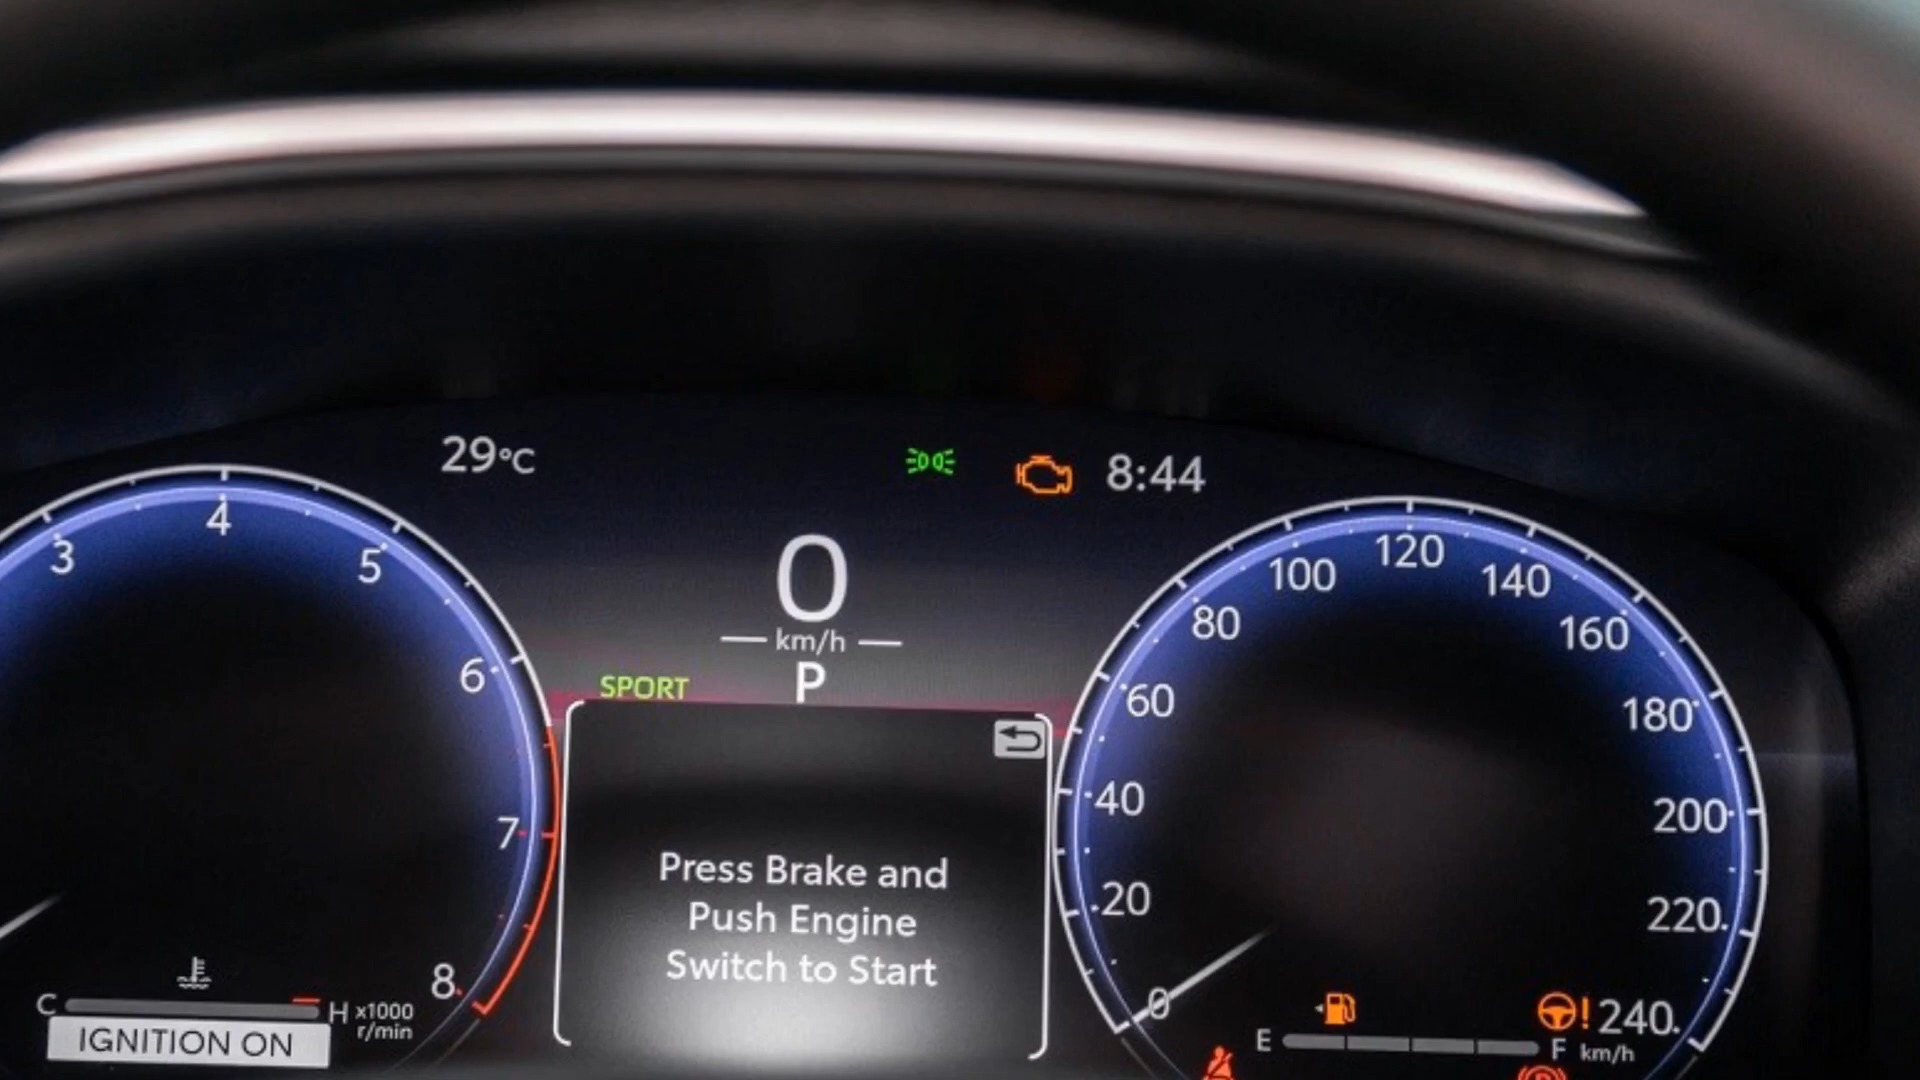 29°C
8:44
0
km/h
SPORT
P
Press Brake and
Push Engine
Switch to Start
3
4
5
6
7
8
C
H
x1000
r/min
IGNITION ON
0
20
40
60
80
100
120
140
160
180
200
220
240
km/h
E
F